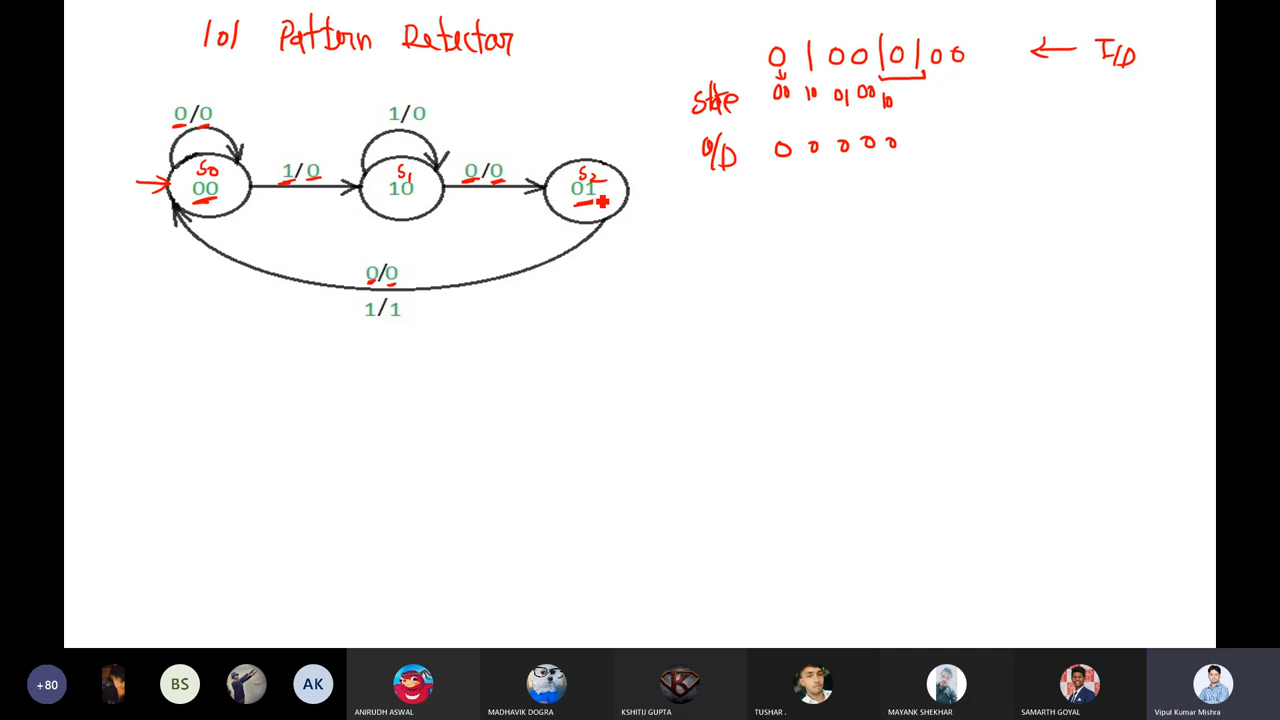 101 Pattern Detector
0 1 0 0 1 0 1 0 0 ← I/P
State 00 10 01 00 10
O/P 0 0 0 0 0
0/0
1/0
S0
00
1/0
S1
10
0/0
S2
01
0/0
1/1
+80
BS
AK
ANIRUDH ASWAL
MADHAVIK DOGRA
KSHITIJ GUPTA
TUSHAR .
MAYANK SHEKHAR
SAMARTH GOYAL
Vipul Kumar Mishra